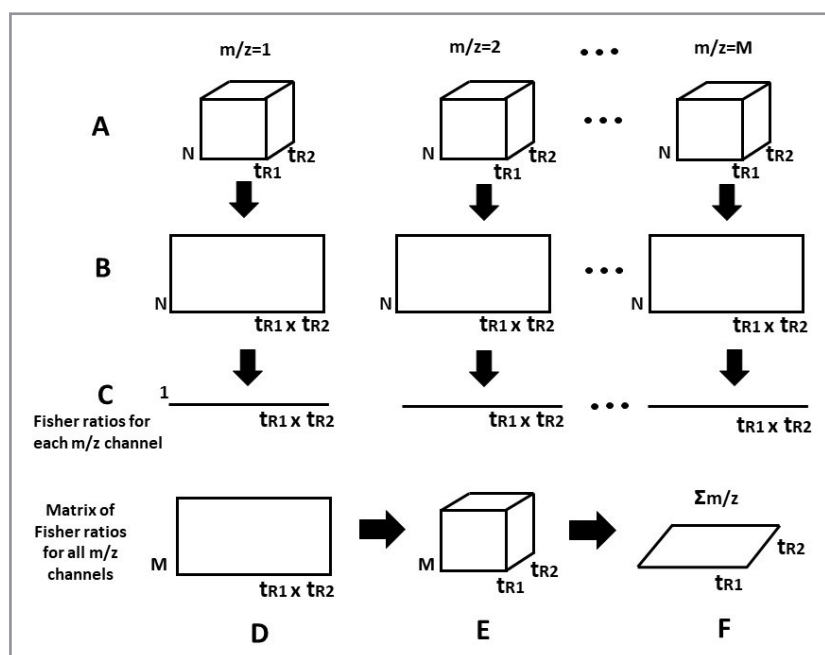 m/z=1 m/z=2 • • • m/z=M
A N tR1 tR2 N tR1 tR2 • • • N tR1 tR2
B N tR1 x tR2 N tR1 x tR2 • • • N tR1 x tR2
C 1 tR1 x tR2 tR1 x tR2 • • • tR1 x tR2
Fisher ratios for
each m/z channel
Matrix of
Fisher ratios
for all m/z
channels
M tR1 x tR2 M tR1 tR2 Σm/z tR1 tR2
D E F